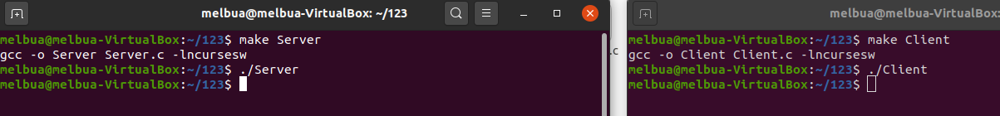 melbua@melbua-VirtualBox: ~/123
melbua@melbua-VirtualBox:~/123$ make Server
gcc -o Server Server.c -lncursesw
melbua@melbua-VirtualBox:~/123$ ./Server
melbua@melbua-VirtualBox:~/123$
.c
melbua@melbua-VirtualBox:
melbua@melbua-VirtualBox:~/123$ make Client
gcc -o Client Client.c -lncursesw
melbua@melbua-VirtualBox:~/123$ ./Client
melbua@melbua-VirtualBox:~/123$